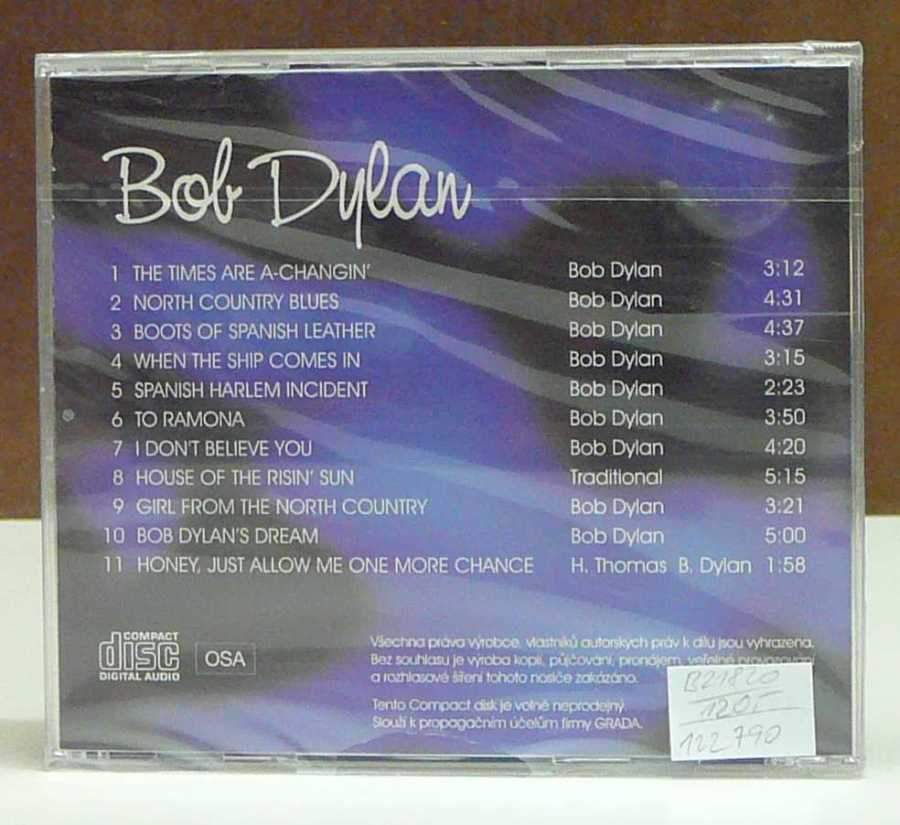 Bob Dylan
1 THE TIMES ARE A-CHANGIN' Bob Dylan 3:12
2 NORTH COUNTRY BLUES Bob Dylan 4:31
3 BOOTS OF SPANISH LEATHER Bob Dylan 4:37
4 WHEN THE SHIP COMES IN Bob Dylan 3:15
5 SPANISH HARLEM INCIDENT Bob Dylan 2:23
6 TO RAMONA Bob Dylan 3:50
7 I DON'T BELIEVE YOU Bob Dylan 4:20
8 HOUSE OF THE RISIN' SUN Traditional 5:15
9 GIRL FROM THE NORTH COUNTRY Bob Dylan 3:21
10 BOB DYLAN'S DREAM Bob Dylan 5:00
11 HONEY, JUST ALLOW ME ONE MORE CHANCE H. Thomas B. Dylan 1:58
COMPACT
disc
DIGITAL AUDIO
OSA
Všechna práva výrobce, vlastníků autorských práv k dílu jsou vyhrazena.
Bez souhlasu je výroba kopií, půjčování, pronájem, veřejné provozování
a rozhlasové šíření tohoto nosiče zakázáno.
Tento Compact disk je volně neprodejný.
Slouží k propagačním účelům firmy GRADA.
B21820
122790